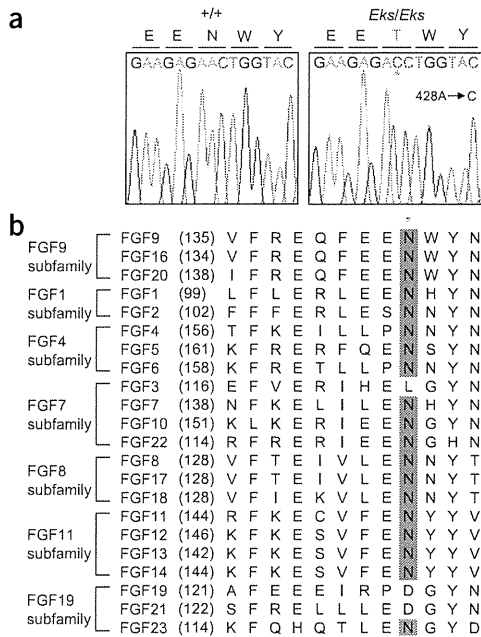 a
+/+
Eks/Eks
E E N W Y
E E T W Y
GAAGAGAACTGGTAC
GAAGAGACCTGGTAC
*
428A→C
b
*
FGF9 subfamily
FGF9 (135) V F R E Q F E E N W Y N
FGF16 (134) V F R E Q F E E N W Y N
FGF20 (138) I F R E Q F E E N W Y N
FGF1 subfamily
FGF1 (99) L F L E R L E E N H Y N
FGF2 (102) F F F E R L E S N N Y N
FGF4 subfamily
FGF4 (156) T F K E I L L P N N Y N
FGF5 (161) K F R E R F Q E N S Y N
FGF6 (158) K F R E T L L P N N Y N
FGF7 subfamily
FGF3 (116) E F V E R I H E L G Y N
FGF7 (138) N F K E L I L E N H Y N
FGF10 (151) K L K E R I E E N G Y N
FGF22 (114) R F R E R I E E N G H N
FGF8 subfamily
FGF8 (128) V F T E I V L E N N Y T
FGF17 (128) V F T E I V L E N N Y T
FGF18 (128) V F I E K V L E N N Y T
FGF11 subfamily
FGF11 (144) R F K E C V F E N Y Y V
FGF12 (146) K F K E S V F E N Y Y V
FGF13 (142) K F K E S V F E N Y Y V
FGF14 (144) K F K E S V F E N Y Y V
FGF19 subfamily
FGF19 (121) A F E E E I R P D G Y N
FGF21 (122) S F R E L L L E D G Y N
FGF23 (114) K F Q H Q T L E N G Y D